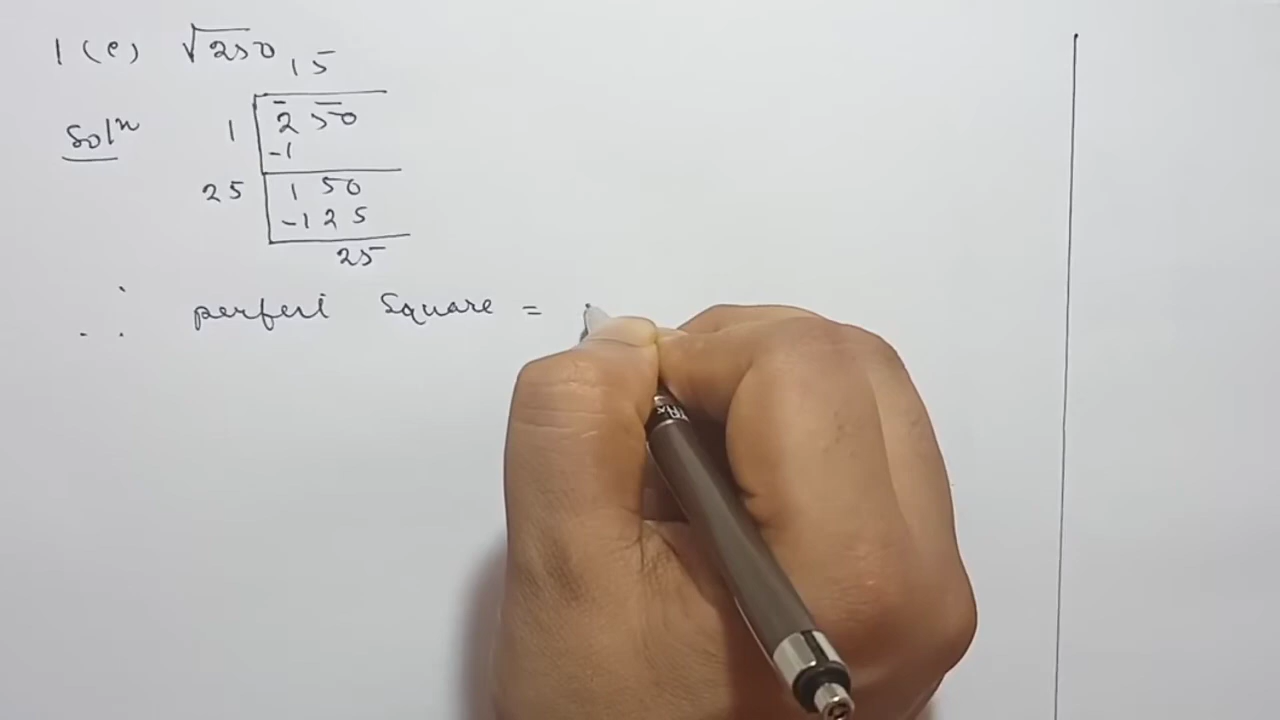 1 (e) √250
15
Solⁿ 1 2 50
-1
25 1 50
-1 2 5
25
∴ perfect Square =